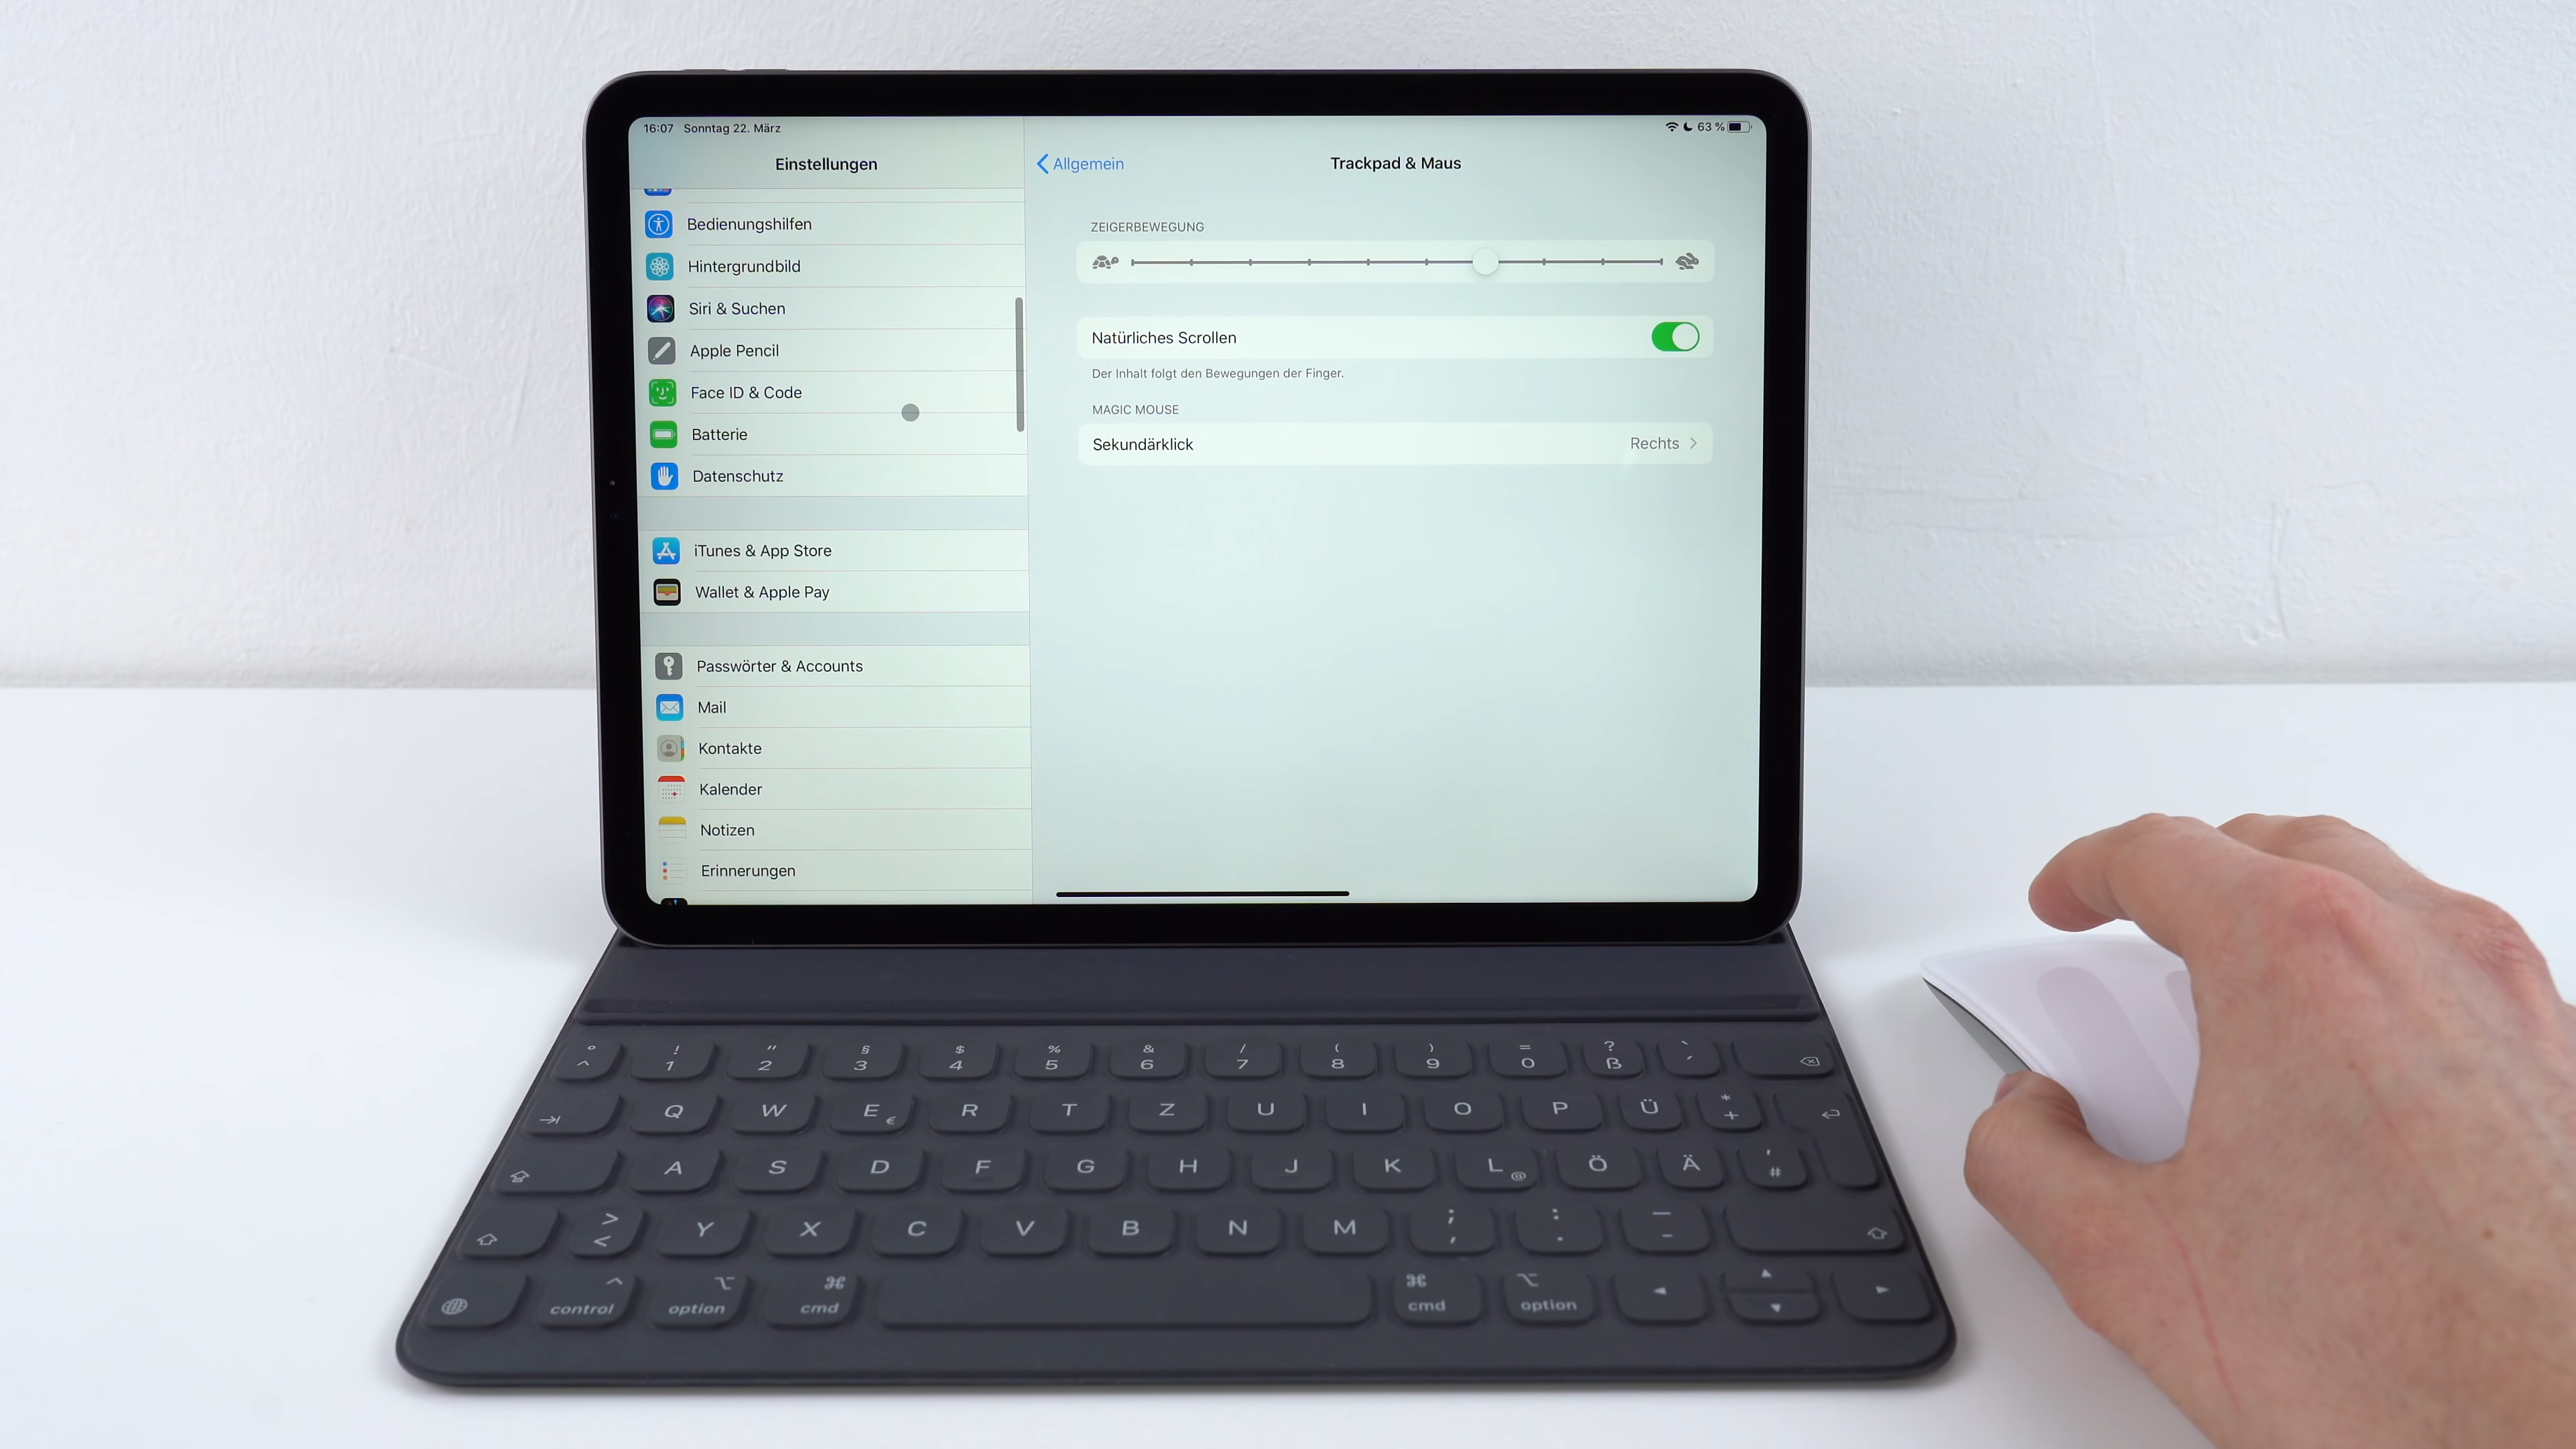 16:07 Sonntag 22. März
63 %
Einstellungen
Bedienungshilfen
Hintergrundbild
Siri & Suchen
Apple Pencil
Face ID & Code
Batterie
Datenschutz
iTunes & App Store
Wallet & Apple Pay
Passwörter & Accounts
Mail
Kontakte
Kalender
Notizen
Erinnerungen
Allgemein
Trackpad & Maus
ZEIGERBEWEGUNG
Natürliches Scrollen
Der Inhalt folgt den Bewegungen der Finger.
MAGIC MOUSE
Sekundärklick Rechts
° ! " § $ % & / ( ) = ? `
^ 1 2 3 4 5 6 7 8 9 0 ß ´
Q W E € R T Z U I O P Ü * +
A S D F G H J K L @ Ö Ä ' #
> < Y X C V B N M ; , : . _ -
^ ⌥ ⌘ ⌘ ⌥
control option cmd cmd option